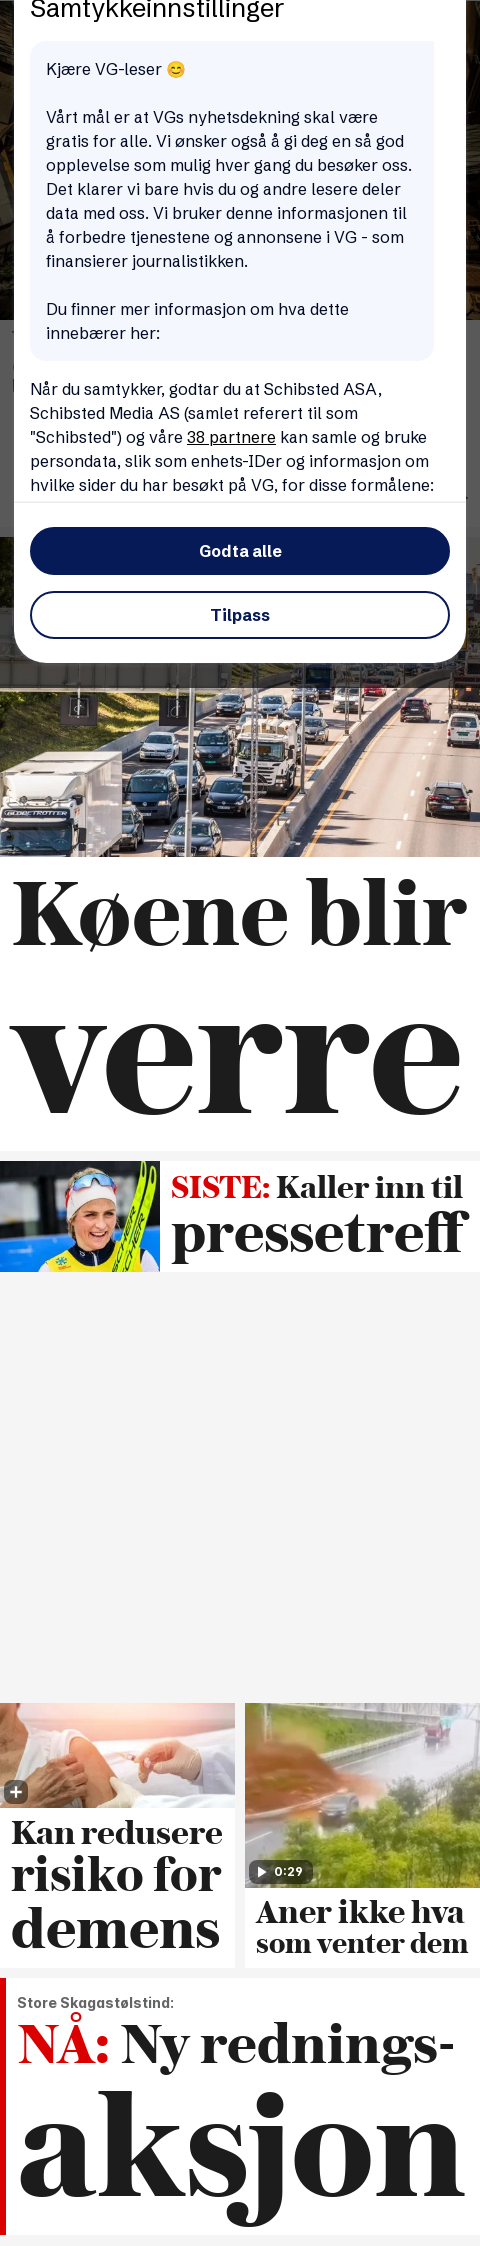 Samtykkeinnstillinger
Kjære VG-leser 😊
Vårt mål er at VGs nyhetsdekning skal være
gratis for alle. Vi ønsker også å gi deg en så god
opplevelse som mulig hver gang du besøker oss.
Det klarer vi bare hvis du og andre lesere deler
data med oss. Vi bruker denne informasjonen til
å forbedre tjenestene og annonsene i VG - som
finansierer journalistikken.
Du finner mer informasjon om hva dette
innebærer her:
Når du samtykker, godtar du at Schibsted ASA,
Schibsted Media AS (samlet referert til som
"Schibsted") og våre 38 partnere kan samle og bruke
persondata, slik som enhets-IDer og informasjon om
hvilke sider du har besøkt på VG, for disse formålene:
Godta alle
Tilpass
GLOBETROTTER
Køene blir
verre
SISTE: Kaller inn til
pressetreff
Kan redusere
risiko for
demens
0:29
Aner ikke hva
som venter dem
Store Skagastølstind:
NÅ: Ny rednings-
aksjon